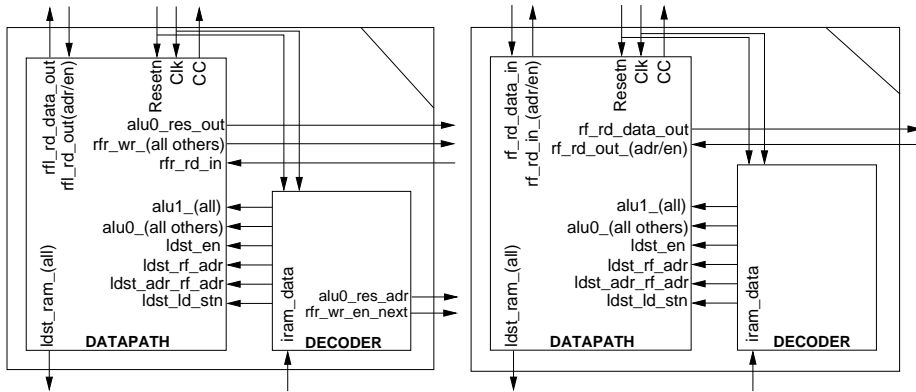 rfl_rd_data_out
rfl_rd_out(adr/en)
Resetn
Clk
CC
alu0_res_out
rfr_wr_(all others)
rfr_rd_in
alu1_(all)
alu0_(all others)
ldst_en
ldst_rf_adr
ldst_adr_rf_adr
ldst_ld_stn
ldst_ram_(all)
DATAPATH
iram_data
alu0_res_adr
rfr_wr_en_next
DECODER
rf_rd_data_in
rf_rd_in_(adr/en)
Resetn
Clk
CC
rf_rd_data_out
rf_rd_out_(adr/en)
alu1_(all)
alu0_(all others)
ldst_en
ldst_rf_adr
ldst_adr_rf_adr
ldst_ld_stn
ldst_ram_(all)
DATAPATH
iram_data
DECODER